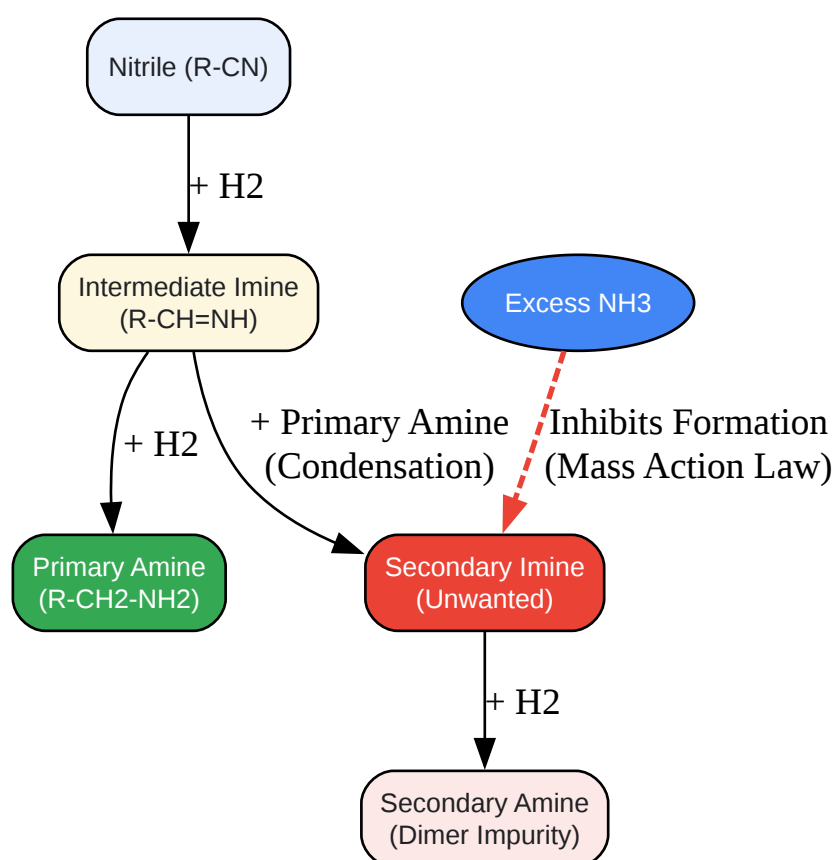 Nitrile (R-CN)
+ H2
Intermediate Imine
(R-CH=NH)
Excess NH3
+ H2
+ Primary Amine
(Condensation)
Inhibits Formation
(Mass Action Law)
Primary Amine
(R-CH2-NH2)
Secondary Imine
(Unwanted)
+ H2
Secondary Amine
(Dimer Impurity)